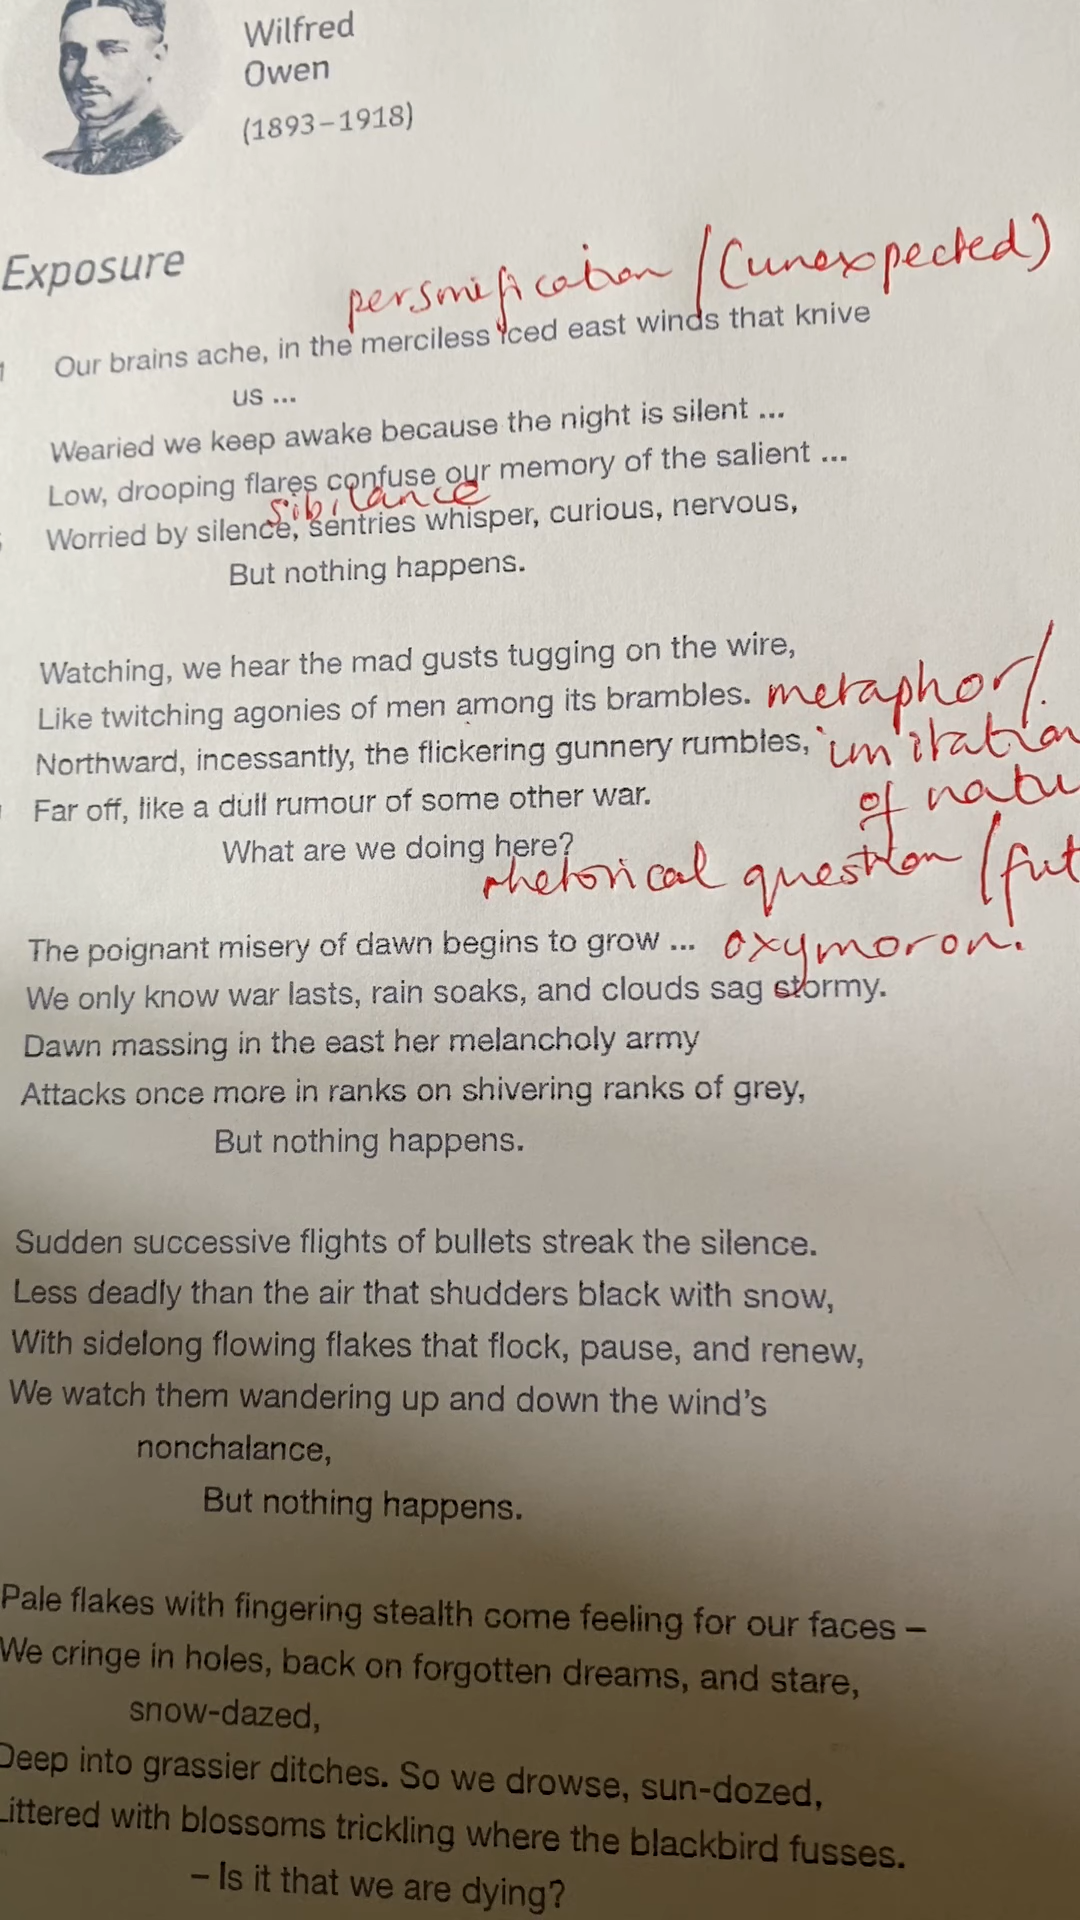 Wilfred
Owen
(1893–1918)
Exposure
personification / (unexpected)
1 Our brains ache, in the merciless iced east winds that knive
us ...
Wearied we keep awake because the night is silent ...
Low, drooping flares confuse our memory of the salient ...
sibilance
Worried by silence, sentries whisper, curious, nervous,
But nothing happens.
Watching, we hear the mad gusts tugging on the wire,
Like twitching agonies of men among its brambles. metaphor/
Northward, incessantly, the flickering gunnery rumbles, imitation
Far off, like a dull rumour of some other war. of natu
What are we doing here?
rhetorical question / fut
The poignant misery of dawn begins to grow ... oxymoron.
We only know war lasts, rain soaks, and clouds sag stormy.
Dawn massing in the east her melancholy army
Attacks once more in ranks on shivering ranks of grey,
But nothing happens.
Sudden successive flights of bullets streak the silence.
Less deadly than the air that shudders black with snow,
With sidelong flowing flakes that flock, pause, and renew,
We watch them wandering up and down the wind's
nonchalance,
But nothing happens.
Pale flakes with fingering stealth come feeling for our faces –
We cringe in holes, back on forgotten dreams, and stare,
snow-dazed,
Deep into grassier ditches. So we drowse, sun-dozed,
Littered with blossoms trickling where the blackbird fusses.
– Is it that we are dying?